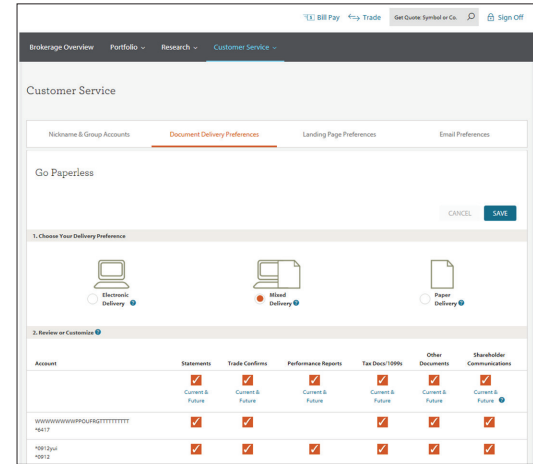 Bill Pay Trade Get Quote: Symbol or Co. Sign Off
Brokerage Overview Portfolio Research Customer Service
Customer Service
Nickname & Group Accounts Document Delivery Preferences Landing Page Preferences Email Preferences
Go Paperless
CANCEL SAVE
1. Choose Your Delivery Preference
Electronic Mixed Paper
Delivery ? Delivery ? Delivery ?
2. Review or Customize ?
Other Shareholder
Account Statements Trade Confirms Performance Reports Tax Docs/1099s Documents Communications
Current & Current & Current & Current & Current & Current &
Future Future Future Future Future Future ?
*6417
*0912yui
*0912